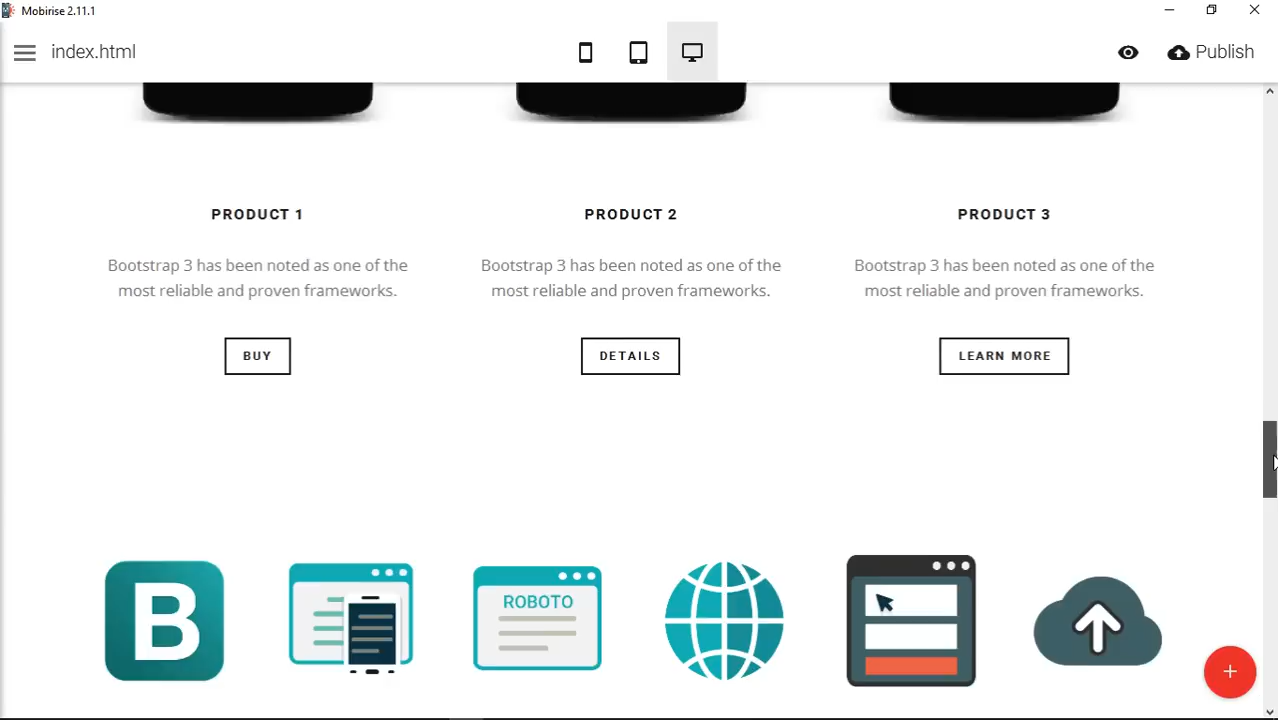 Mobirise 2.11.1
index.html
Publish
PRODUCT 1
PRODUCT 2
PRODUCT 3
Bootstrap 3 has been noted as one of the
most reliable and proven frameworks.
Bootstrap 3 has been noted as one of the
most reliable and proven frameworks.
Bootstrap 3 has been noted as one of the
most reliable and proven frameworks.
BUY
DETAILS
LEARN MORE
B
ROBOTO